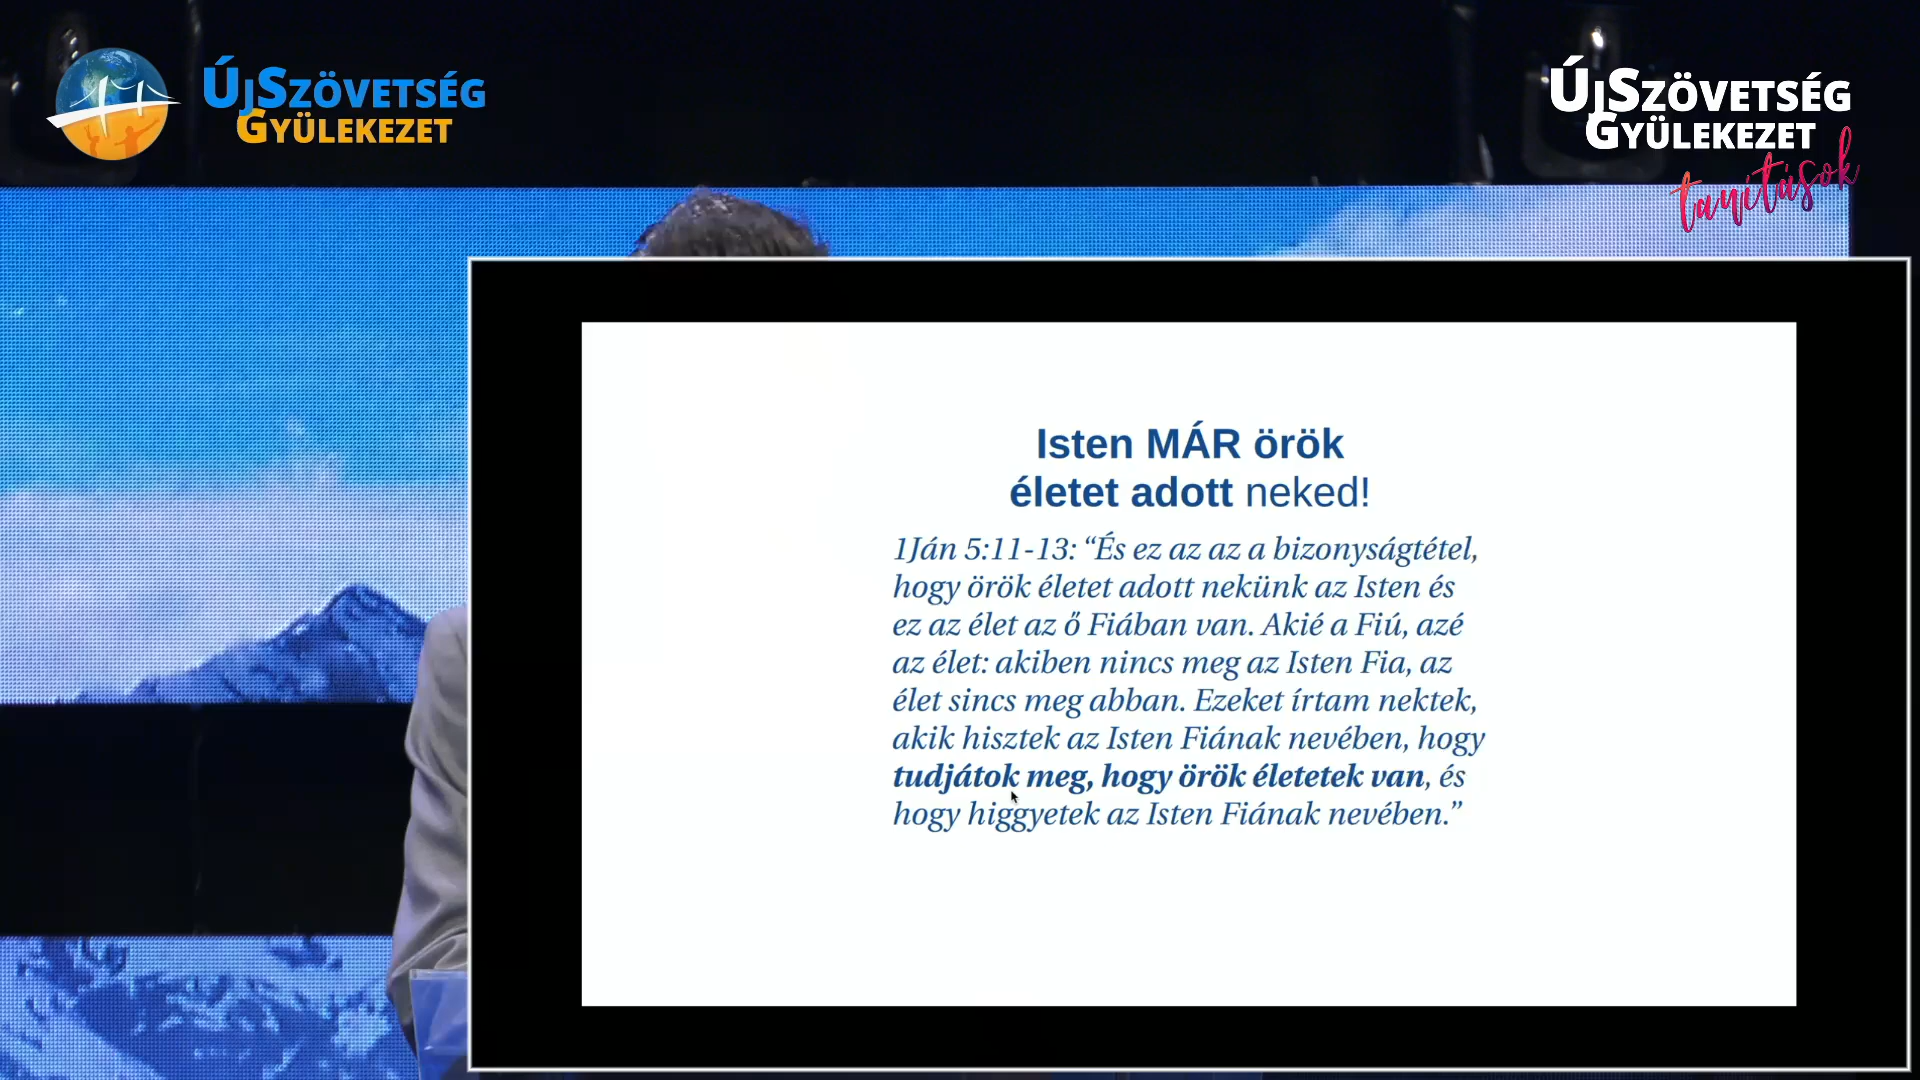 ÚJSZÖVETSÉG
GYÜLEKEZET
ÚJSZÖVETSÉG
GYÜLEKEZET
tanítások
Isten MÁR örök
életet adott neked!
1Ján 5:11-13: “És ez az az a bizonyságtétel,
hogy örök életet adott nekünk az Isten és
ez az élet az ő Fiában van. Akié a Fiú, azé
az élet: akiben nincs meg az Isten Fia, az
élet sincs meg abban. Ezeket írtam nektek,
akik hisztek az Isten Fiának nevében, hogy
tudjátok meg, hogy örök életetek van, és
hogy higgyetek az Isten Fiának nevében.”